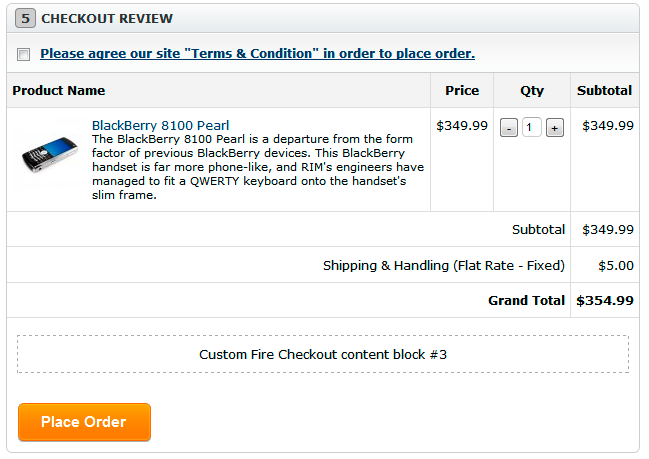 5 CHECKOUT REVIEW
Please agree our site "Terms & Condition" in order to place order.
Product Name Price Qty Subtotal
BlackBerry 8100 Pearl $349.99 - 1 + $349.99
The BlackBerry 8100 Pearl is a departure from the form
factor of previous BlackBerry devices. This BlackBerry
handset is far more phone-like, and RIM's engineers have
managed to fit a QWERTY keyboard onto the handset's
slim frame.
Subtotal $349.99
Shipping & Handling (Flat Rate - Fixed) $5.00
Grand Total $354.99
Custom Fire Checkout content block #3
Place Order